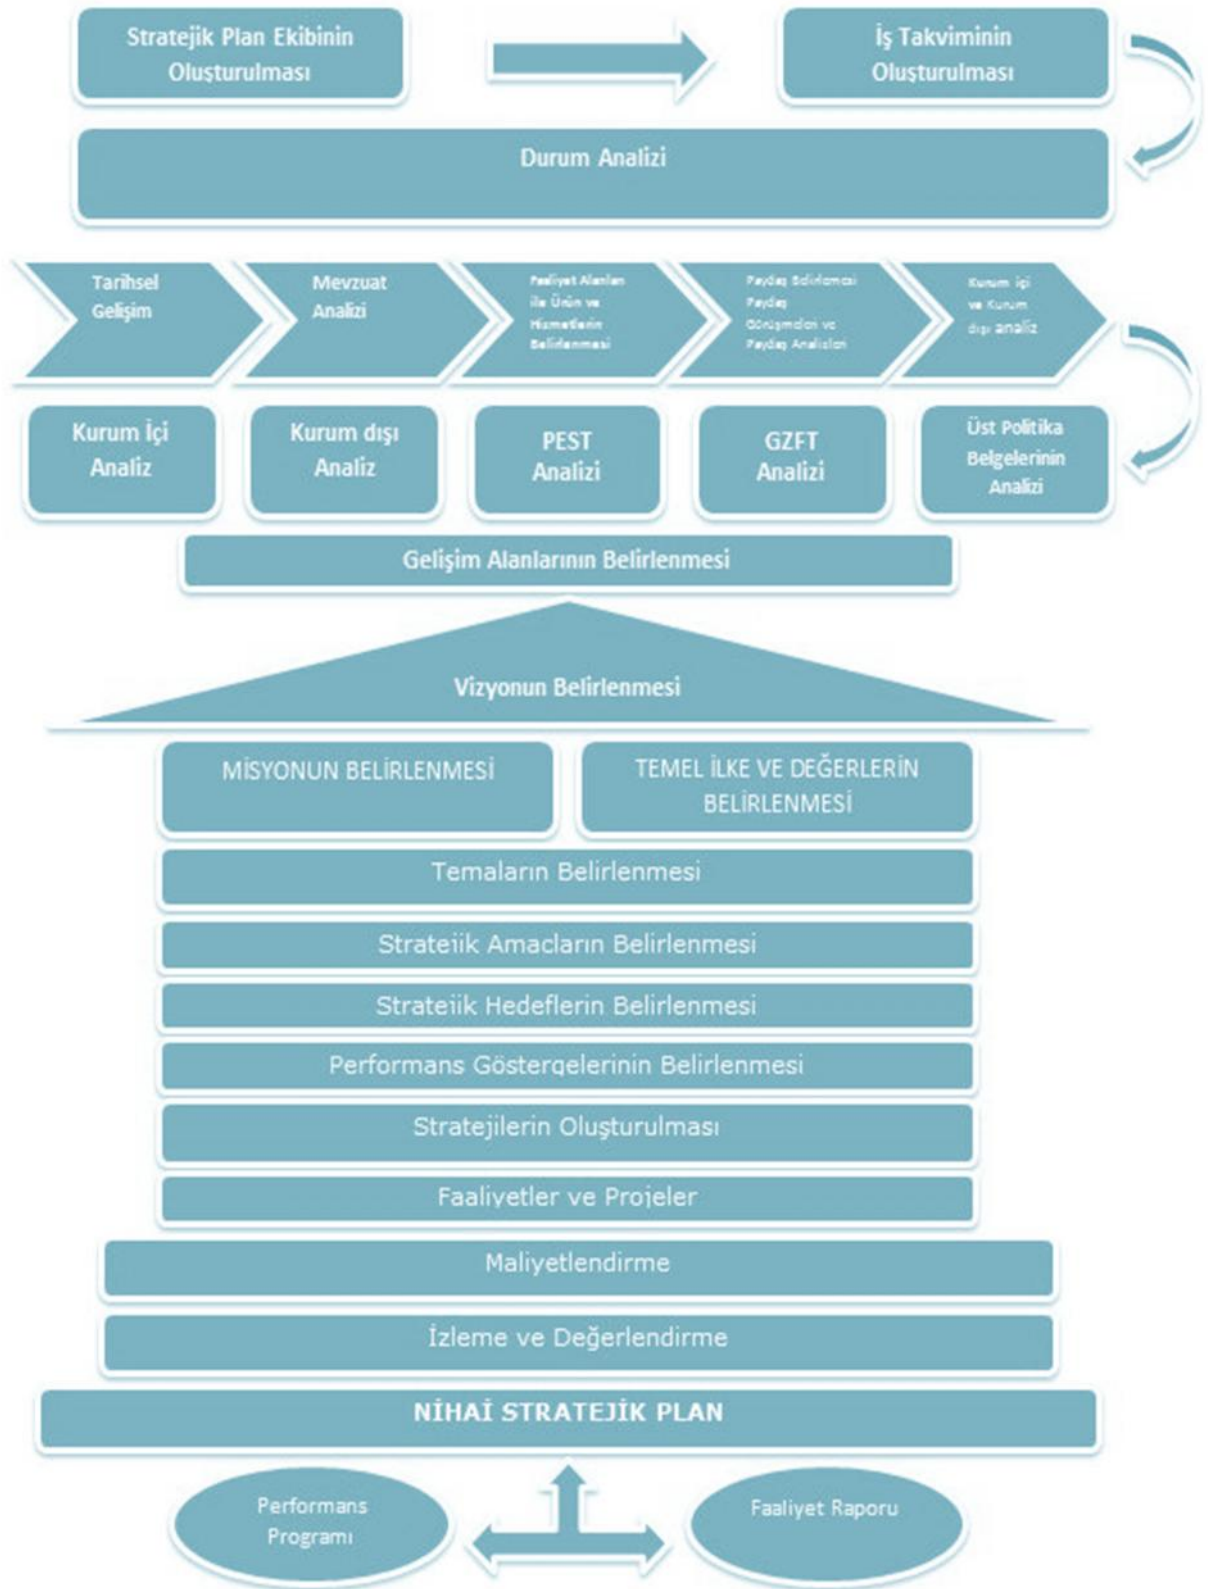 Stratejik Plan Ekibinin
Oluşturulması
İş Takviminin
Oluşturulması
Durum Analizi
Tarihsel
Gelişim
Mevzuat
Analizi
Faaliyet Alanları
ile Ürün ve
Hizmetlerin
Belirlenmesi
Paydaş Belirlemesi
Paydaş
Görüşmeleri ve
Paydaş Analizleri
Kurum içi
ve Kurum
dışı analiz
Kurum İçi
Analiz
Kurum dışı
Analiz
PEST
Analizi
GZFT
Analizi
Üst Politika
Belgelerinin
Analizi
Gelişim Alanlarının Belirlenmesi
Vizyonun Belirlenmesi
MİSYONUN BELİRLENMESİ
TEMEL İLKE VE DEĞERLERİN
BELİRLENMESİ
Temaların Belirlenmesi
Stratejik Amaçların Belirlenmesi
Stratejik Hedeflerin Belirlenmesi
Performans Göstergelerinin Belirlenmesi
Stratejilerin Oluşturulması
Faaliyetler ve Projeler
Maliyetlendirme
İzleme ve Değerlendirme
NİHAİ STRATEJİK PLAN
Performans
Programı
Faaliyet Raporu